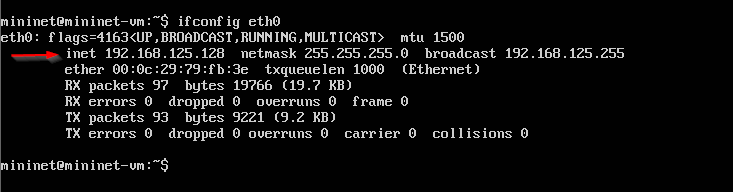 mininet@mininet-vm:~$ ifconfig eth0
eth0: flags=4163<UP,BROADCAST,RUNNING,MULTICAST>  mtu 1500
        inet 192.168.125.128  netmask 255.255.255.0  broadcast 192.168.125.255
        ether 00:0c:29:79:fb:3e  txqueuelen 1000  (Ethernet)
        RX packets 97  bytes 19766 (19.7 KB)
        RX errors 0  dropped 0  overruns 0  frame 0
        TX packets 93  bytes 9221 (9.2 KB)
        TX errors 0  dropped 0 overruns 0  carrier 0  collisions 0
mininet@mininet-vm:~$